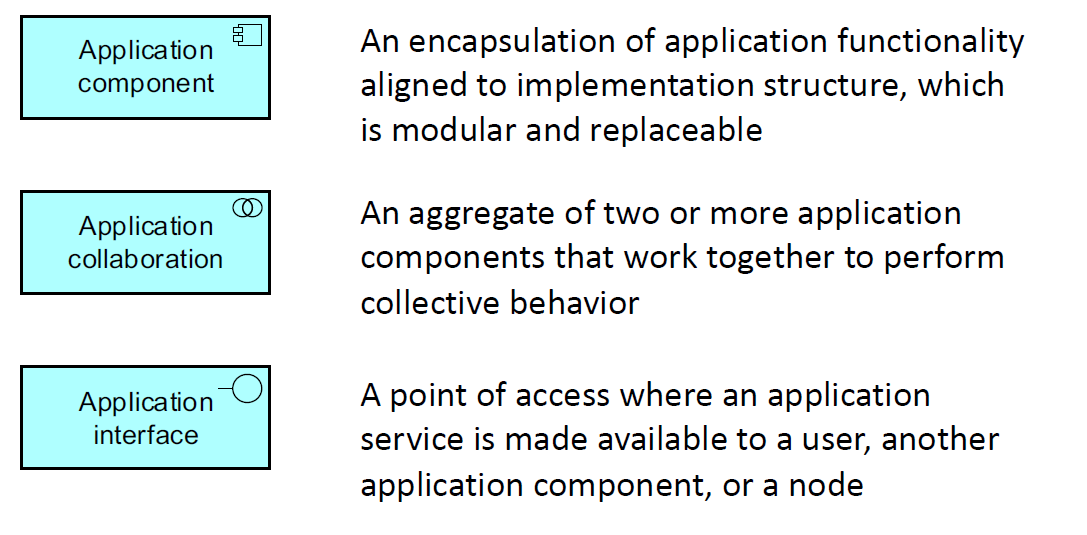 Application
component
An encapsulation of application functionality
aligned to implementation structure, which
is modular and replaceable
Application
collaboration
An aggregate of two or more application
components that work together to perform
collective behavior
Application
interface
A point of access where an application
service is made available to a user, another
application component, or a node